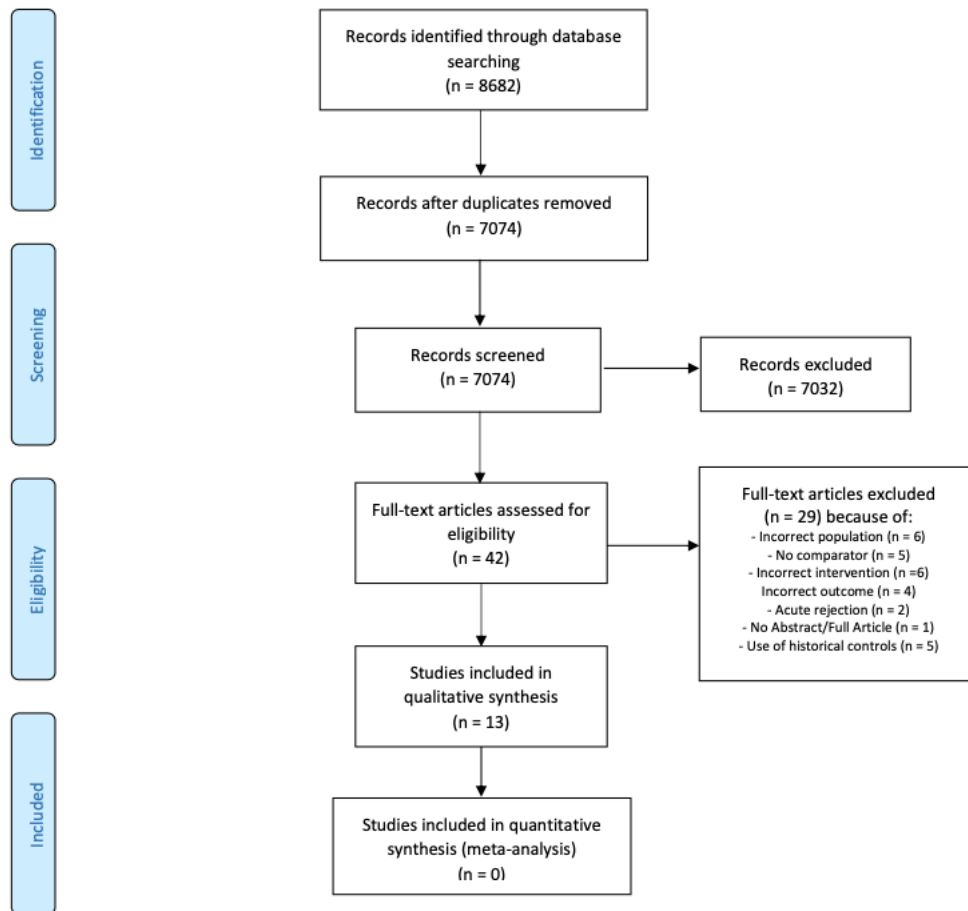 Identification
Records identified through database
searching
(n = 8682)
Records after duplicates removed
(n = 7074)
Screening
Records screened
(n = 7074)
Records excluded
(n = 7032)
Eligibility
Full-text articles assessed for
eligibility
(n = 42)
Full-text articles excluded
(n = 29) because of:
- Incorrect population (n = 6)
- No comparator (n = 5)
- Incorrect intervention (n =6)
Incorrect outcome (n = 4)
- Acute rejection (n = 2)
- No Abstract/Full Article (n = 1)
- Use of historical controls (n = 5)
Studies included in
qualitative synthesis
(n = 13)
Included
Studies included in quantitative
synthesis (meta-analysis)
(n = 0)